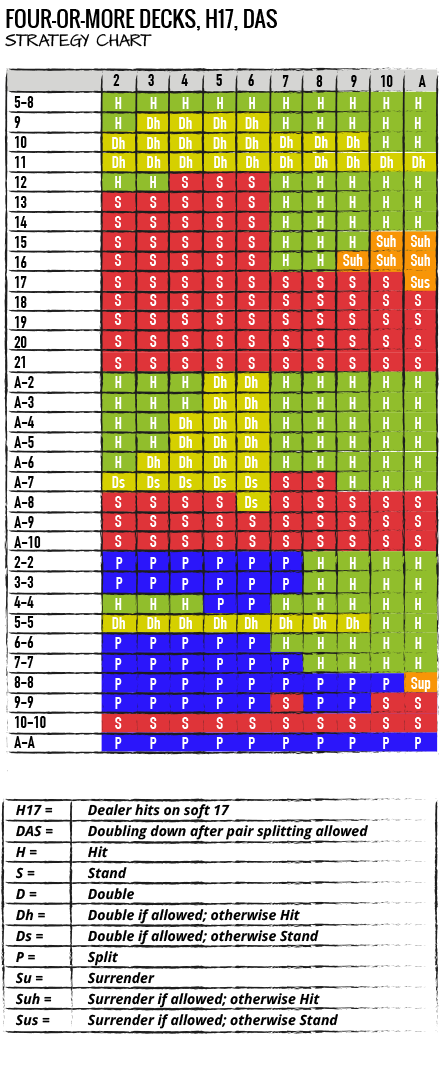 FOUR-OR-MORE DECKS, H17, DAS
STRATEGY CHART
2 3 4 5 6 7 8 9 10 A
5-8 H H H H H H H H H H
9 H Dh Dh Dh Dh H H H H H
10 Dh Dh Dh Dh Dh Dh Dh Dh H H
11 Dh Dh Dh Dh Dh Dh Dh Dh Dh Dh
12 H H S S S H H H H H
13 S S S S S H H H H H
14 S S S S S H H H H H
15 S S S S S H H H Suh Suh
16 S S S S S H H Suh Suh Suh
17 S S S S S S S S S Sus
18 S S S S S S S S S S
19 S S S S S S S S S S
20 S S S S S S S S S S
21 S S S S S S S S S S
A-2 H H H Dh Dh H H H H H
A-3 H H H Dh Dh H H H H H
A-4 H H Dh Dh Dh H H H H H
A-5 H H Dh Dh Dh H H H H H
A-6 H Dh Dh Dh Dh H H H H H
A-7 Ds Ds Ds Ds Ds S S H H H
A-8 S S S S Ds S S S S S
A-9 S S S S S S S S S S
A-10 S S S S S S S S S S
2-2 P P P P P P H H H H
3-3 P P P P P P H H H H
4-4 H H H P P H H H H H
5-5 Dh Dh Dh Dh Dh Dh Dh Dh H H
6-6 P P P P P H H H H H
7-7 P P P P P P H H H H
8-8 P P P P P P P P P Sup
9-9 P P P P P S P P S S
10-10 S S S S S S S S S S
A-A P P P P P P P P P P
H17 = Dealer hits on soft 17
DAS = Doubling down after pair splitting allowed
H = Hit
S = Stand
D = Double
Dh = Double if allowed; otherwise Hit
Ds = Double if allowed; otherwise Stand
P = Split
Su = Surrender
Suh = Surrender if allowed; otherwise Hit
Sus = Surrender if allowed; otherwise Stand